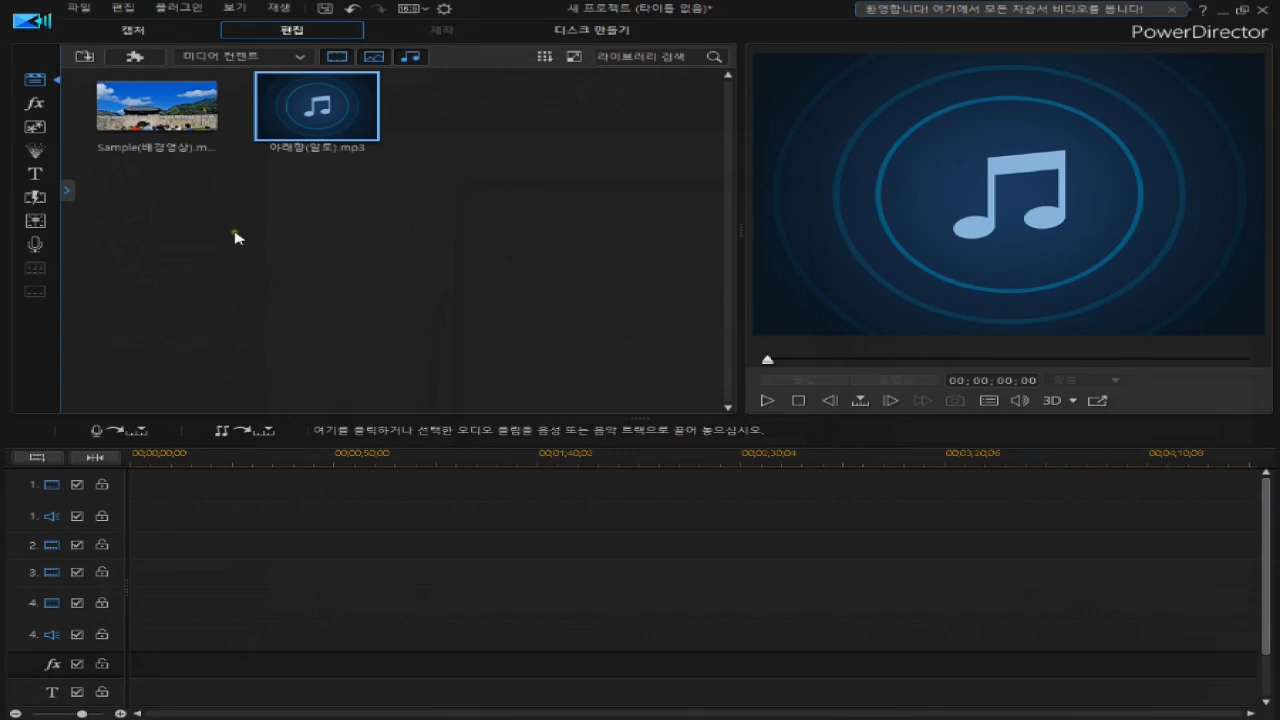 파일 편집 플러그인 보기 재생 16:9 새 프로젝트 (타이틀 없음)* 환영합니다! 여기에서 모든 자습서 비디오를 봅니다!
캡처 편집 제작 디스크 만들기 PowerDirector
미디어 컨텐트 라이브러리 검색
Sample(배경영상).m...
fx
T
00;00;00;00
3D
여기를 클릭하거나 선택한 오디오 클립을 음성 또는 음악 트랙으로 끌어 놓으십시오.
00;00;00;00 00;00;50;00 00;01;40;02 00;02;30;04 00;03;20;06 00;04;10;08
1.
1.
2.
3.
4.
4.
fx
T